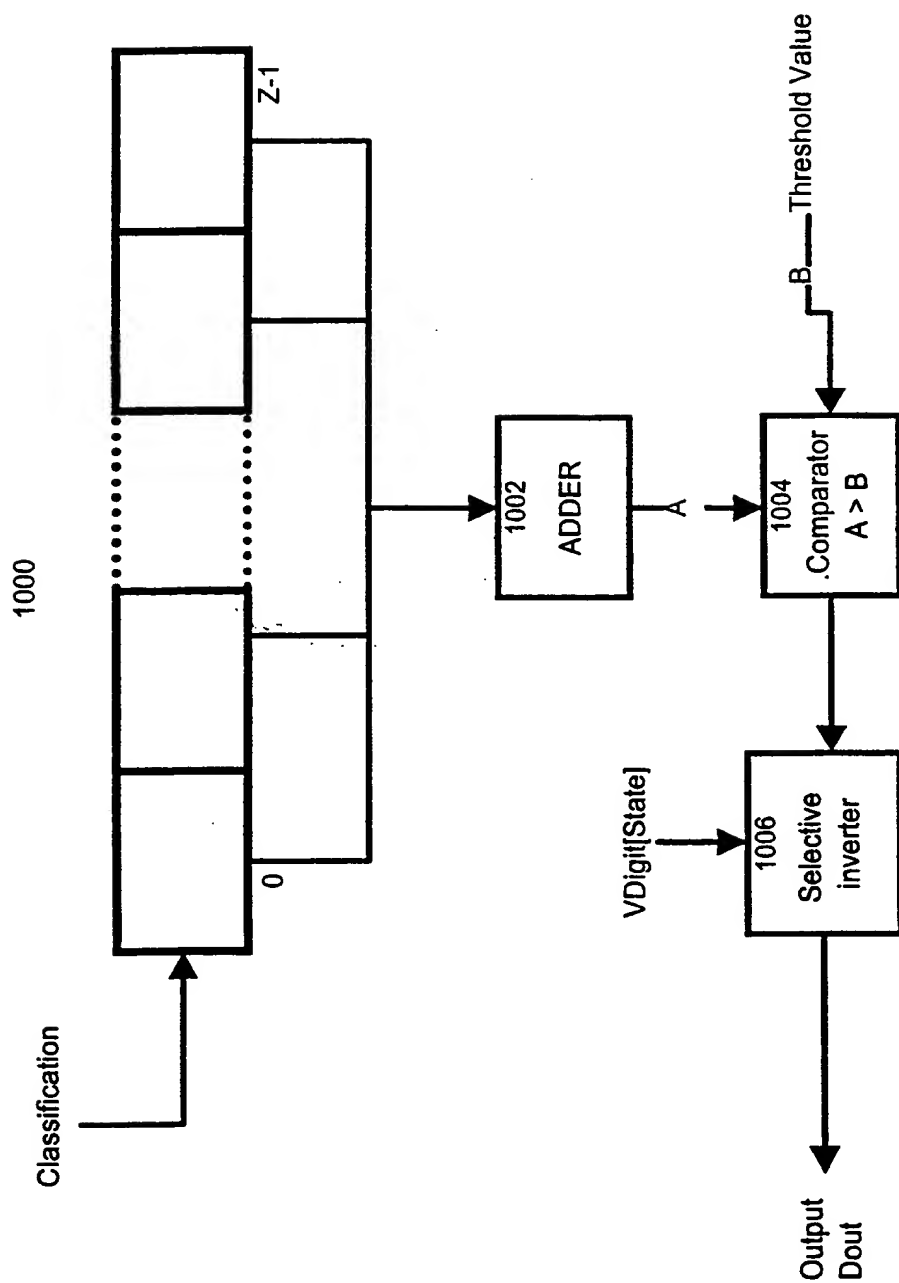 1000
Classification
0
Z-1
1002
ADDER
A
B
Threshold Value
1004
.Comparator
A > B
VDigit[State]
1006
Selective
inverter
Output
Dout